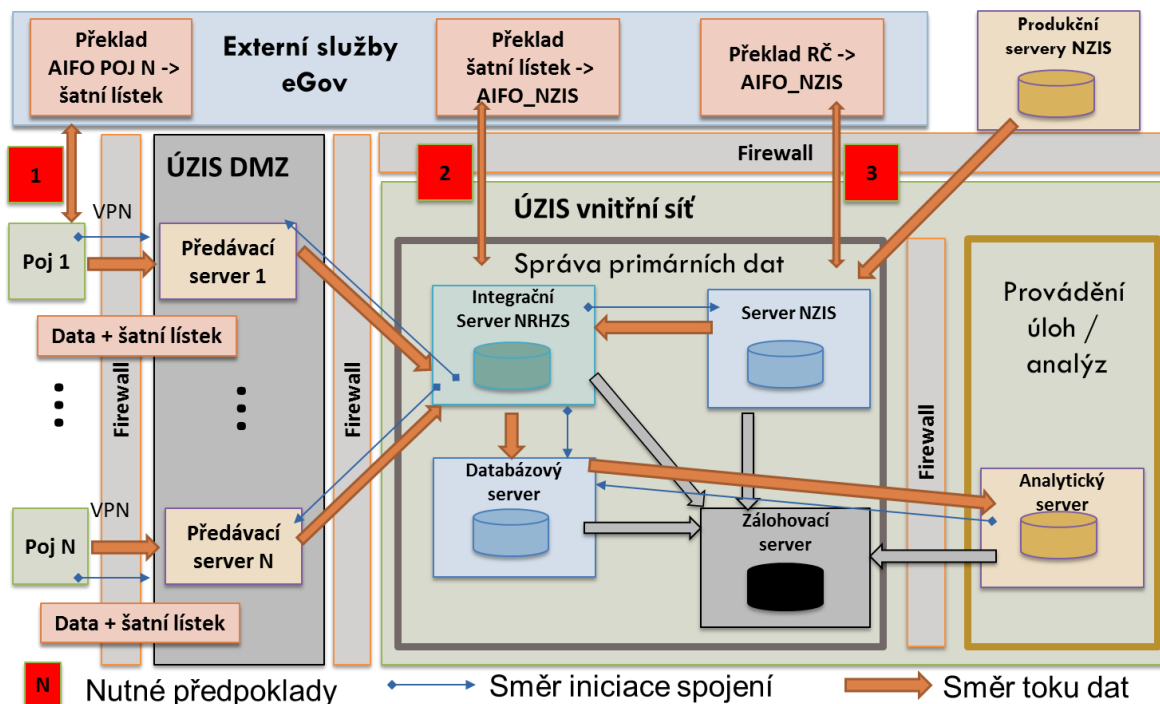 Externí služby
eGov
Překlad
AIFO POJ N ->
šatní lístek
Překlad
šatní lístek ->
AIFO_NZIS
Překlad RČ ->
AIFO_NZIS
Produkční
servery NZIS
Firewall
1
2
3
ÚZIS DMZ
ÚZIS vnitřní síť
VPN
Poj 1
Předávací
server 1
Správa primárních dat
Integrační
Server NRHZS
Server NZIS
Provádění
úloh /
analýz
Data + šatní lístek
...
...
Firewall
Firewall
Firewall
Databázový
server
Analytický
server
VPN
Poj N
Předávací
server N
Zálohovací
server
Data + šatní lístek
N
Nutné předpoklady
Směr iniciace spojení
Směr toku dat